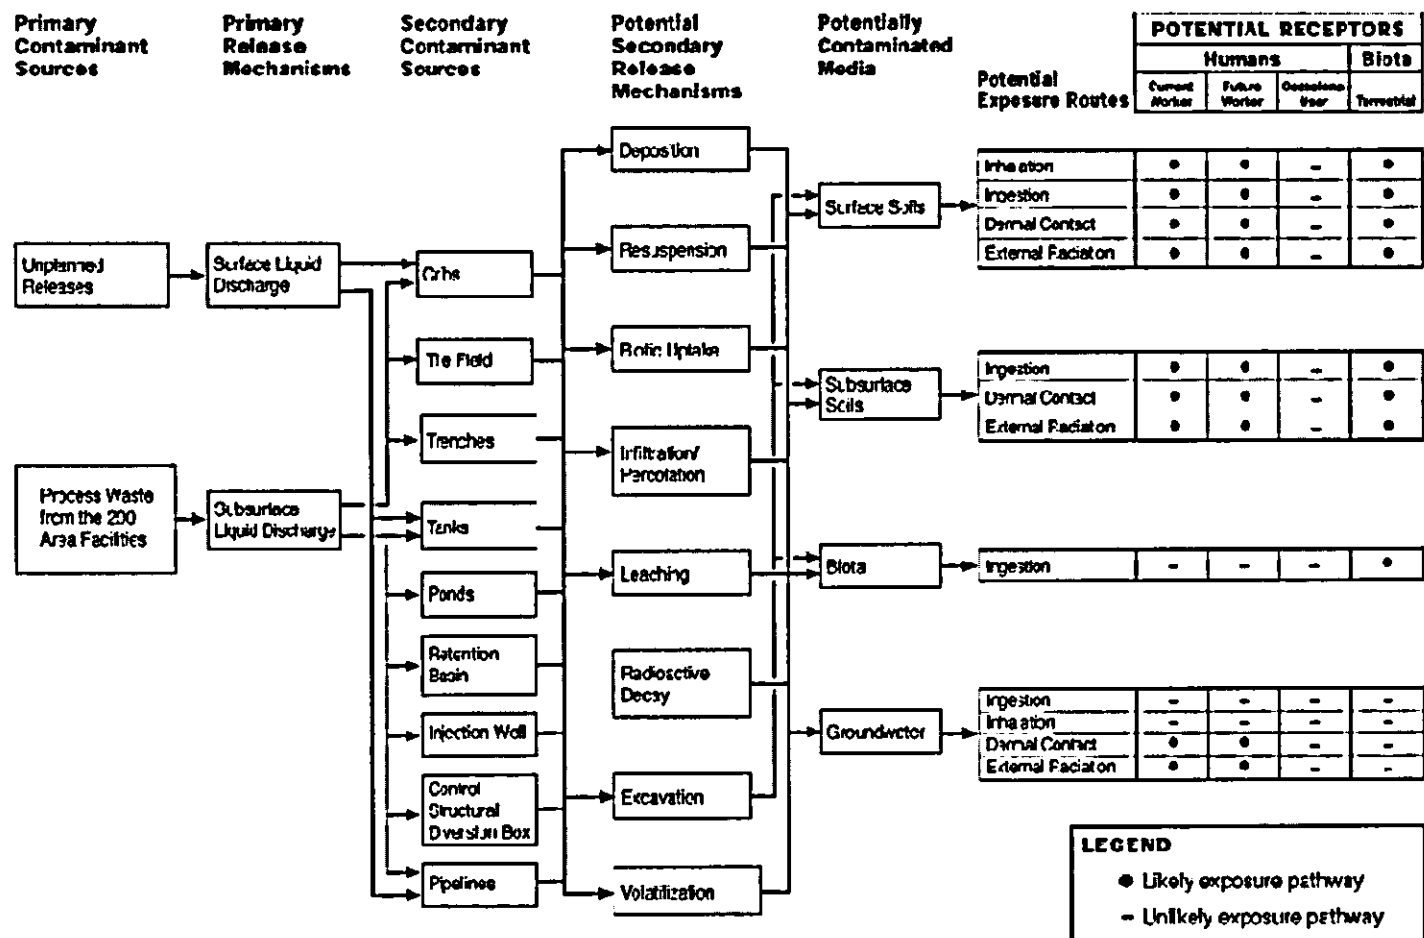 Primary
Contaminant
Sources
Primary
Release
Mechanisms
Secondary
Contaminant
Sources
Potential
Secondary
Release
Mechanisms
Potentially
Contaminated
Media
Potential
Exposure Routes
POTENTIAL RECEPTORS
Humans
Biota
Current
Worker
Future
Worker
Occasional
User
Terrestrial
Unplanned
Releases
Process Waste
from the 200
Area Facilities
Surface Liquid
Discharge
Subsurface
Liquid Discharge
Cribs
Tile Field
Trenches
Tanks
Ponds
Retention
Basin
Injection Well
Control
Structural
Diversion Box
Pipelines
Deposition
Resuspension
Biotic Uptake
Infiltration/
Percolation
Leaching
Radioactive
Decay
Excavation
Volatilization
Surface Soils
Subsurface
Soils
Biota
Groundwater
Inhalation ● ● - ●
Ingestion ● ● - ●
Dermal Contact ● ● - ●
External Radiation ● ● - ●
Ingestion ● ● - ●
Dermal Contact ● ● - ●
External Radiation ● ● - ●
Ingestion - - - ●
Ingestion - - - -
Inhalation - - - -
Dermal Contact ● ● - -
External Radiation ● ● - -
LEGEND
● Likely exposure pathway
- Unlikely exposure pathway